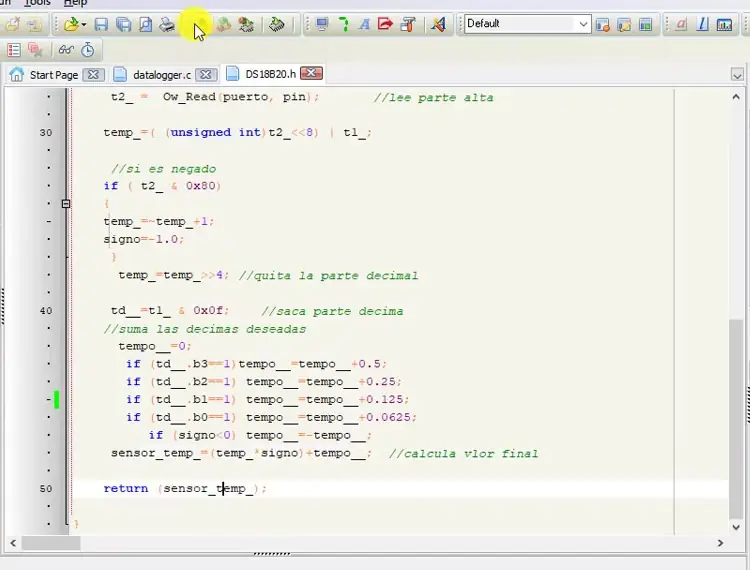 un Tools Help
Default
Start Page datalogger.c DS18B20.h
t2_ = Ow_Read(puerto, pin); //lee parte alta
30 temp_=( (unsigned int)t2_<<8) | t1_;
//si es negado
if ( t2_ & 0x80)
{
temp_=~temp_+1;
signo=-1.0;
}
temp_=temp_>>4; //quita la parte decimal
40 td__=t1_ & 0x0f; //saca parte decima
//suma las decimas deseadas
tempo__=0;
if (td__.b3==1)tempo__=tempo__+0.5;
if (td__.b2==1) tempo__=tempo__+0.25;
if (td__.b1==1) tempo__=tempo__+0.125;
if (td__.b0==1) tempo__=tempo__+0.0625;
if (signo<0) tempo__=-tempo__;
sensor_temp_=(temp_*signo)+tempo__; //calcula vlor final
50 return (sensor_temp_);
}